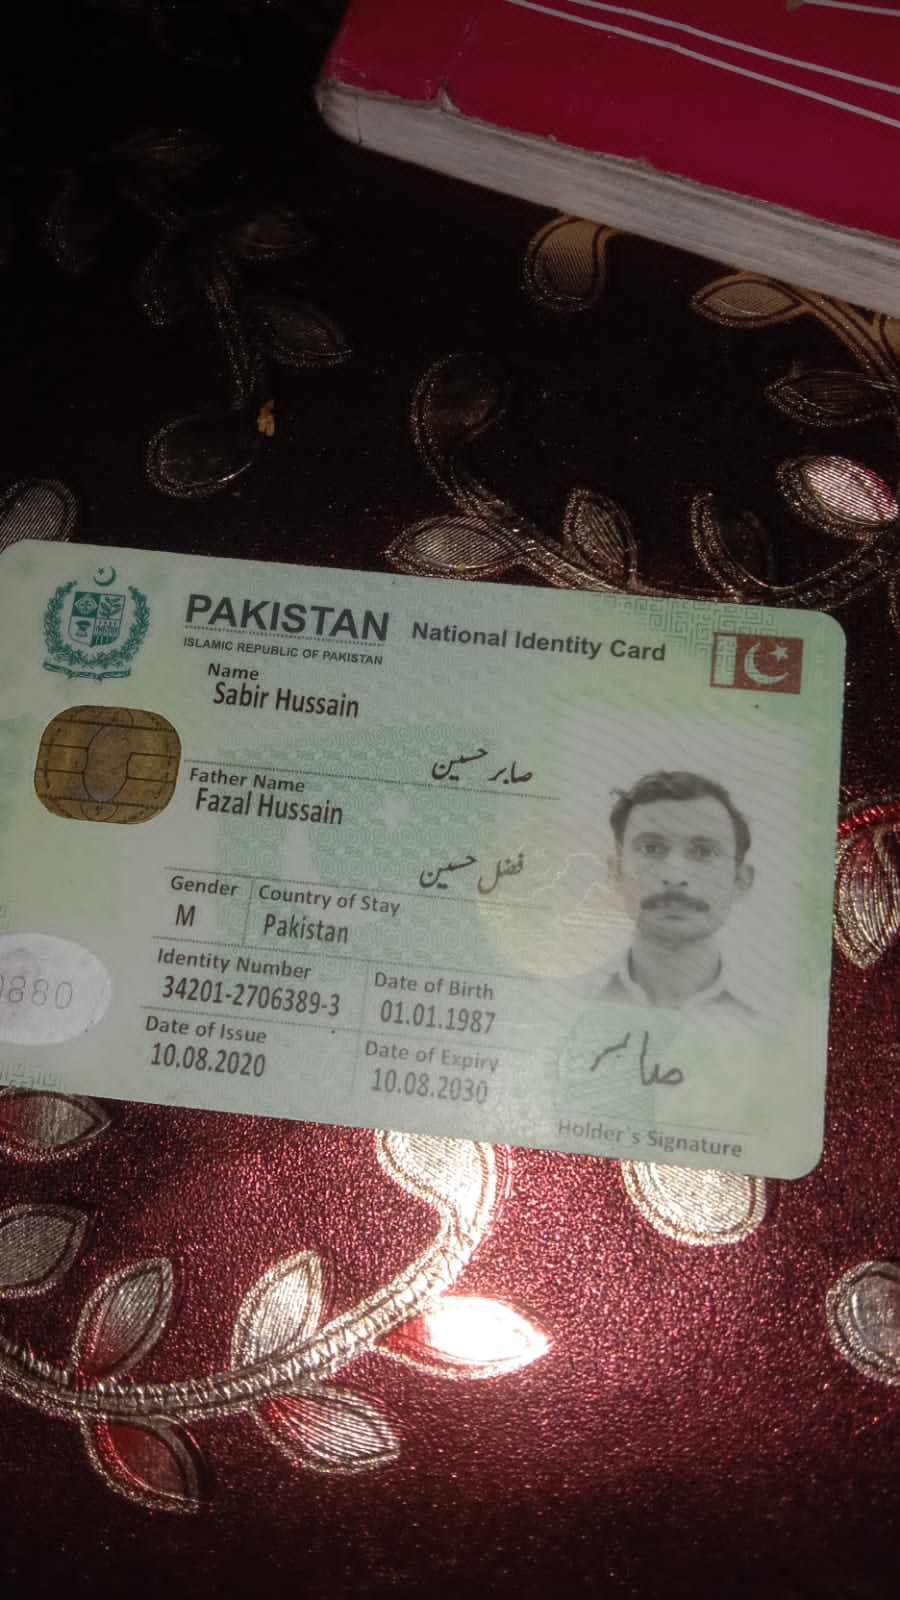 PAKISTAN National Identity Card
ISLAMIC REPUBLIC OF PAKISTAN
Name
Sabir Hussain
صابر حسین
Father Name
Fazal Hussain
فضل حسین
Gender Country of Stay
M Pakistan
Identity Number Date of Birth
34201-2706389-3 01.01.1987
Date of Issue Date of Expiry
10.08.2020 10.08.2030
0880
صابر
Holder's Signature